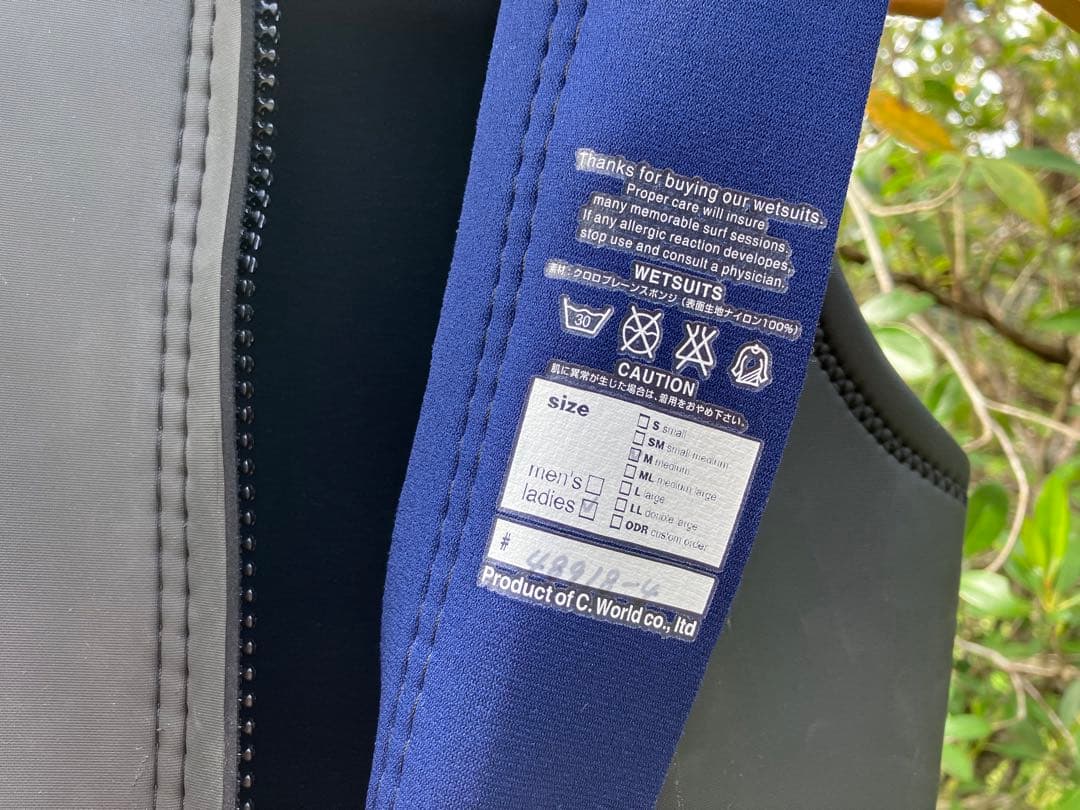 Thanks for buying our wetsuits.
Proper care will insure
many memorable surf sessions.
If any allergic reaction developes,
stop use and consult a physician.
WETSUITS
素材:クロロプレーンスポンジ(表面生地ナイロン100%)
30
CAUTION
肌に異常が生じた場合は、着用をおやめ下さい。
size
S small
SM small medium
M medium
ML medium large
L large
LL double large
ODR custom order
men's
ladies
# 48918-4
Product of C. World co., ltd